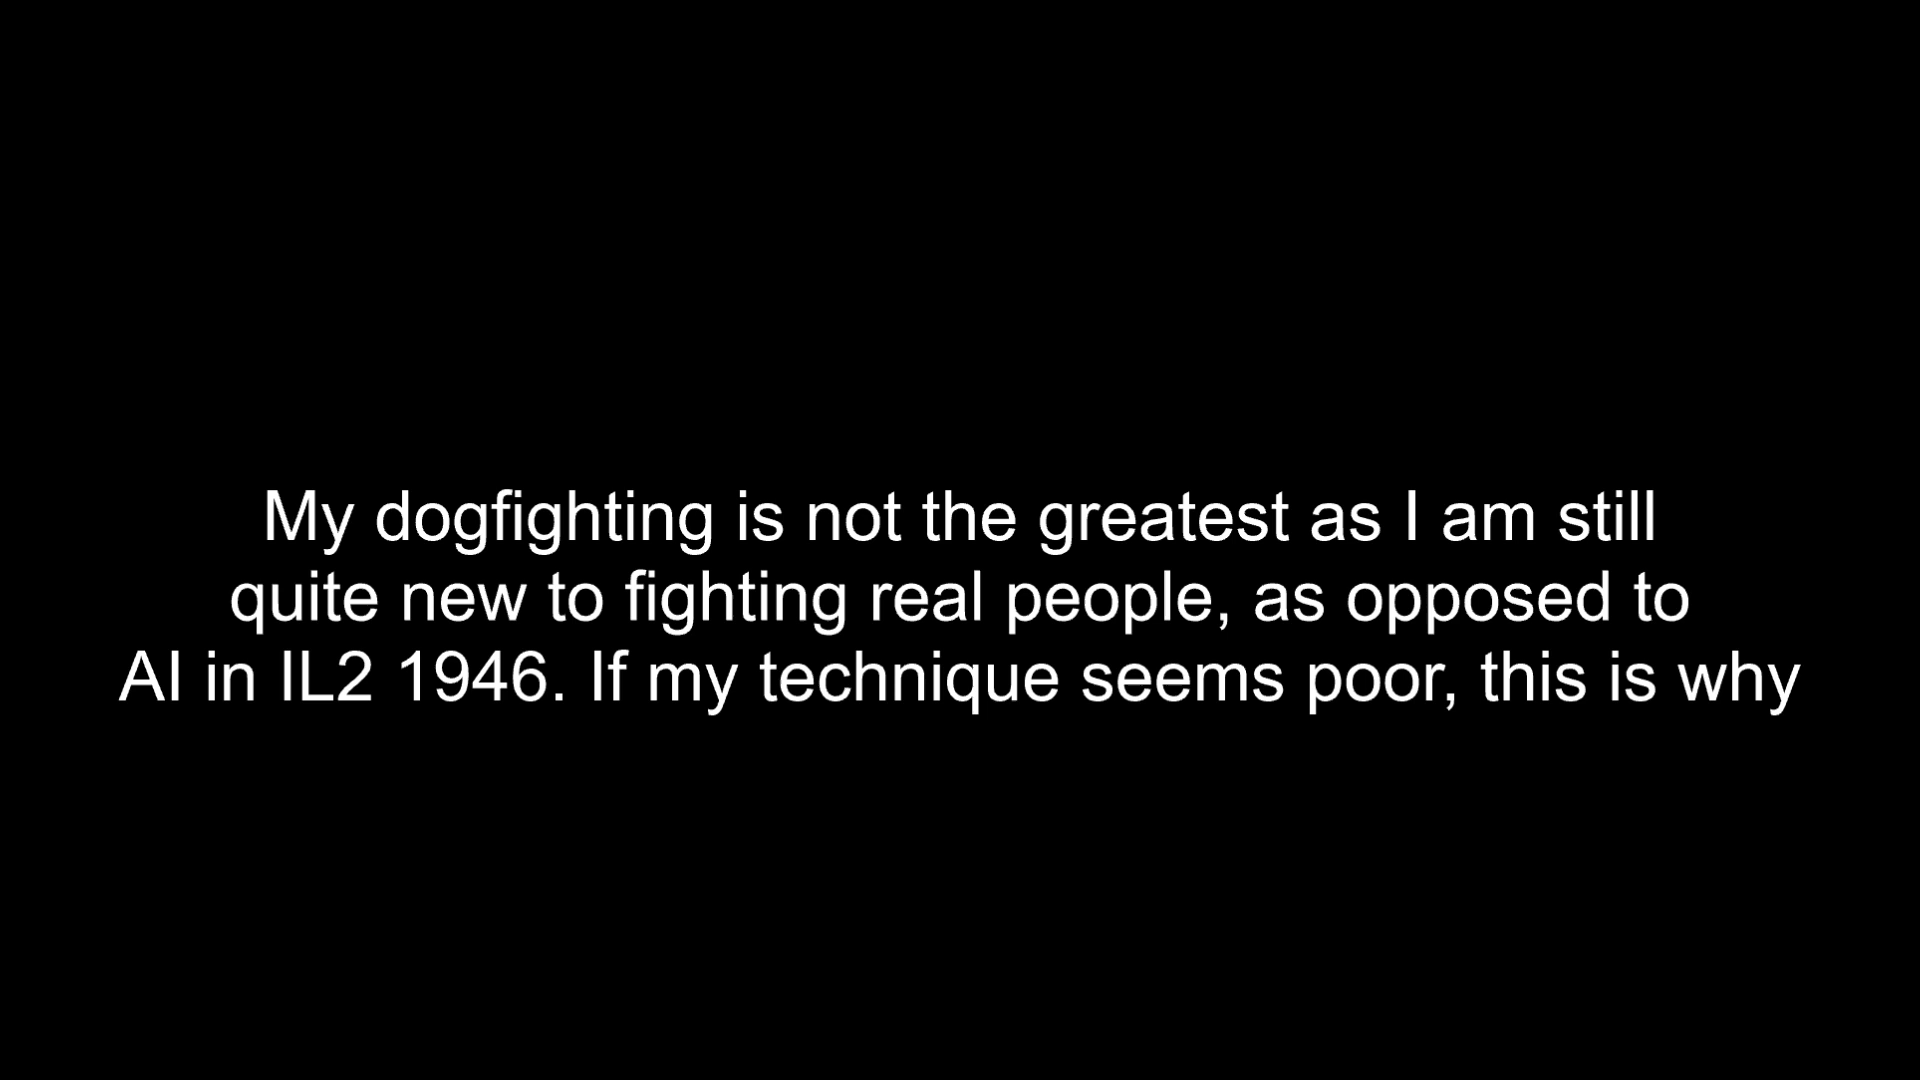 My dogfighting is not the greatest as I am still
quite new to fighting real people, as opposed to
AI in IL2 1946. If my technique seems poor, this is why